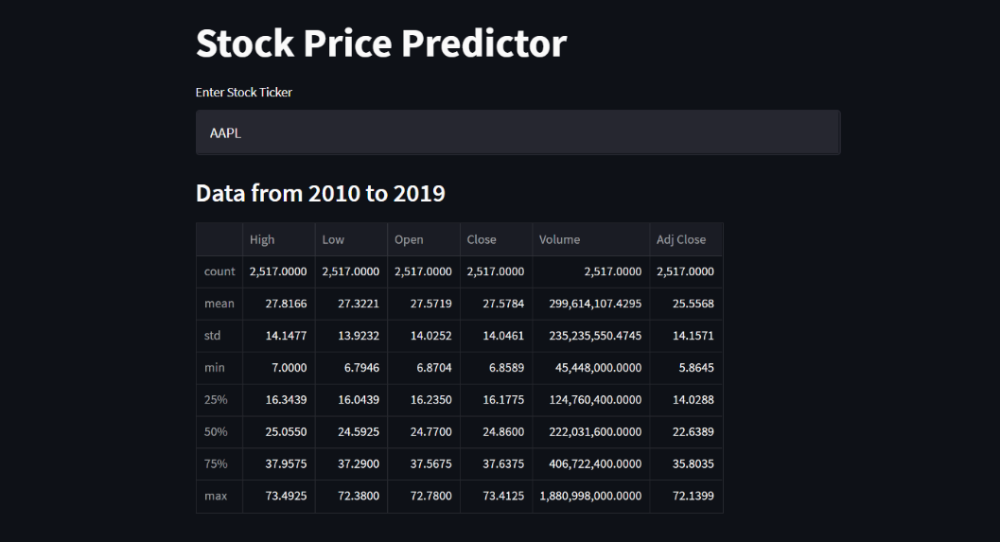 Stock Price Predictor
Enter Stock Ticker
AAPL
Data from 2010 to 2019
High Low Open Close Volume Adj Close
count 2,517.0000 2,517.0000 2,517.0000 2,517.0000 2,517.0000 2,517.0000
mean 27.8166 27.3221 27.5719 27.5784 299,614,107.4295 25.5568
std 14.1477 13.9232 14.0252 14.0461 235,235,550.4745 14.1571
min 7.0000 6.7946 6.8704 6.8589 45,448,000.0000 5.8645
25% 16.3439 16.0439 16.2350 16.1775 124,760,400.0000 14.0288
50% 25.0550 24.5925 24.7700 24.8600 222,031,600.0000 22.6389
75% 37.9575 37.2900 37.5675 37.6375 406,722,400.0000 35.8035
max 73.4925 72.3800 72.7800 73.4125 1,880,998,000.0000 72.1399